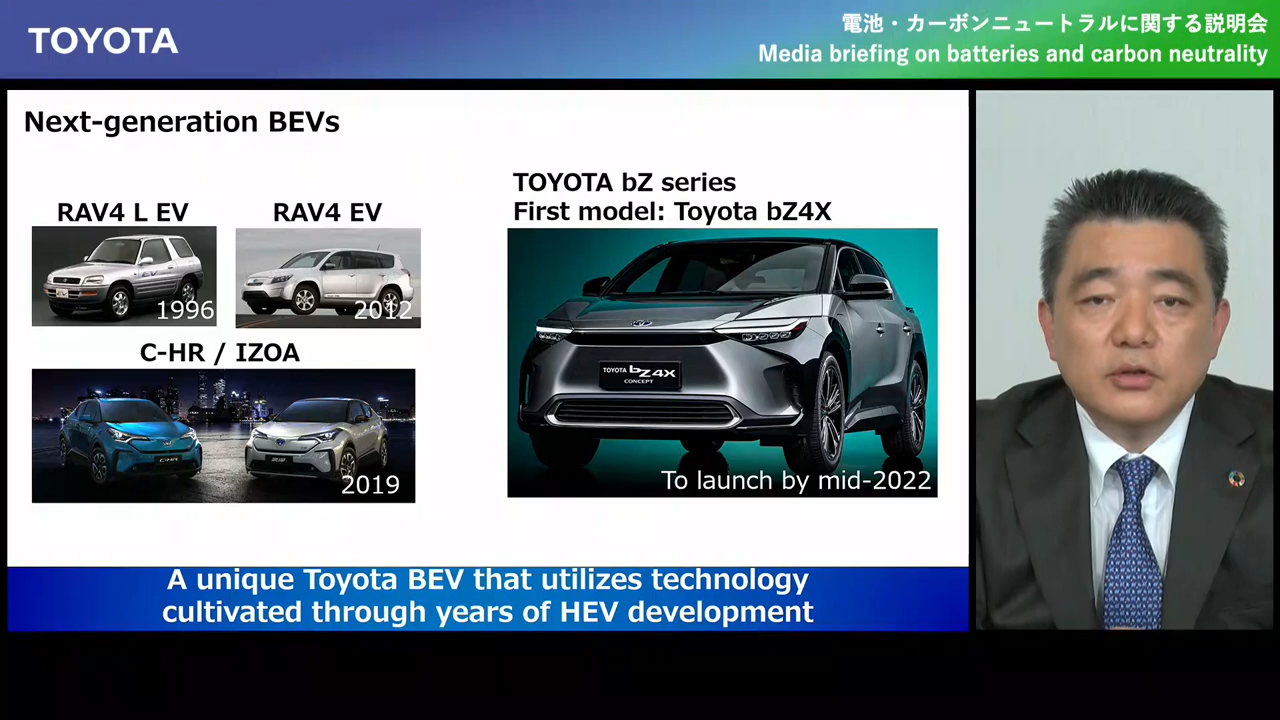 TOYOTA
電池・カーボンニュートラルに関する説明会
Media briefing on batteries and carbon neutrality
Next-generation BEVs
RAV4 L EV
1996
RAV4 EV
2012
C-HR / IZOA
C-HR
2019
TOYOTA bZ series
First model: Toyota bZ4X
TOYOTA bZ4X
CONCEPT
To launch by mid-2022
A unique Toyota BEV that utilizes technology
cultivated through years of HEV development